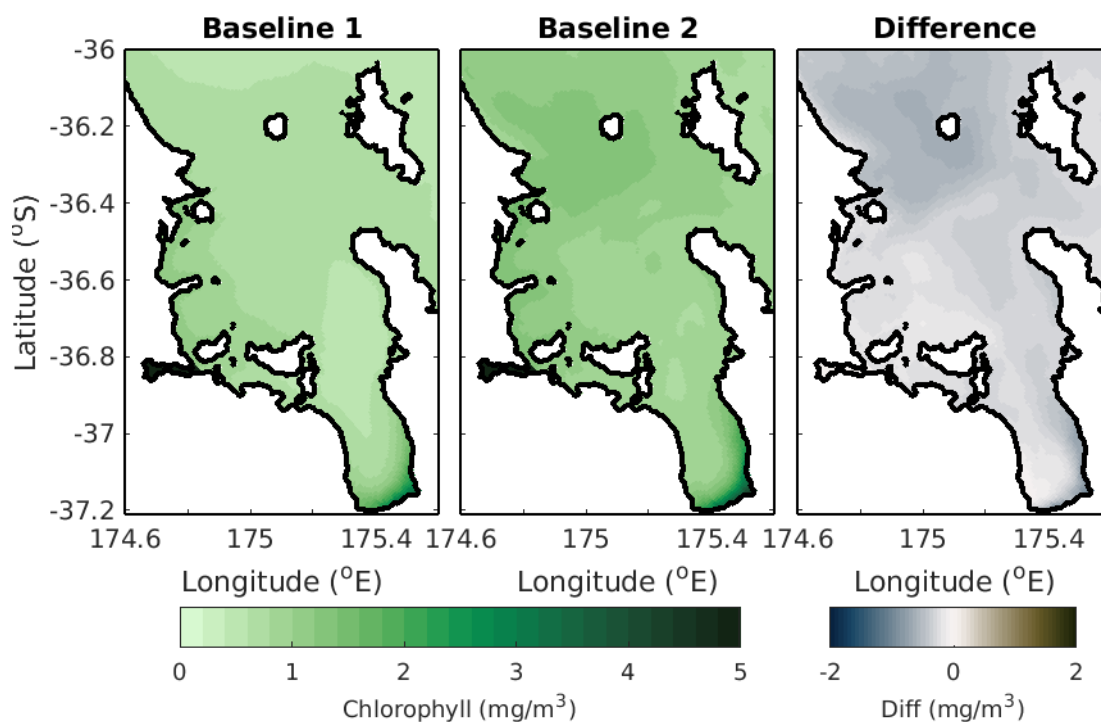 Baseline 1 Baseline 2 Difference
-36
-36.2
-36.4
-36.6
-36.8
-37
-37.2
Latitude (°S)
174.6 175 175.4 174.6 175 175.4 174.6 175 175.4
Longitude (°E) Longitude (°E) Longitude (°E)
0 1 2 3 4 5 -2 0 2
Chlorophyll (mg/m³) Diff (mg/m³)